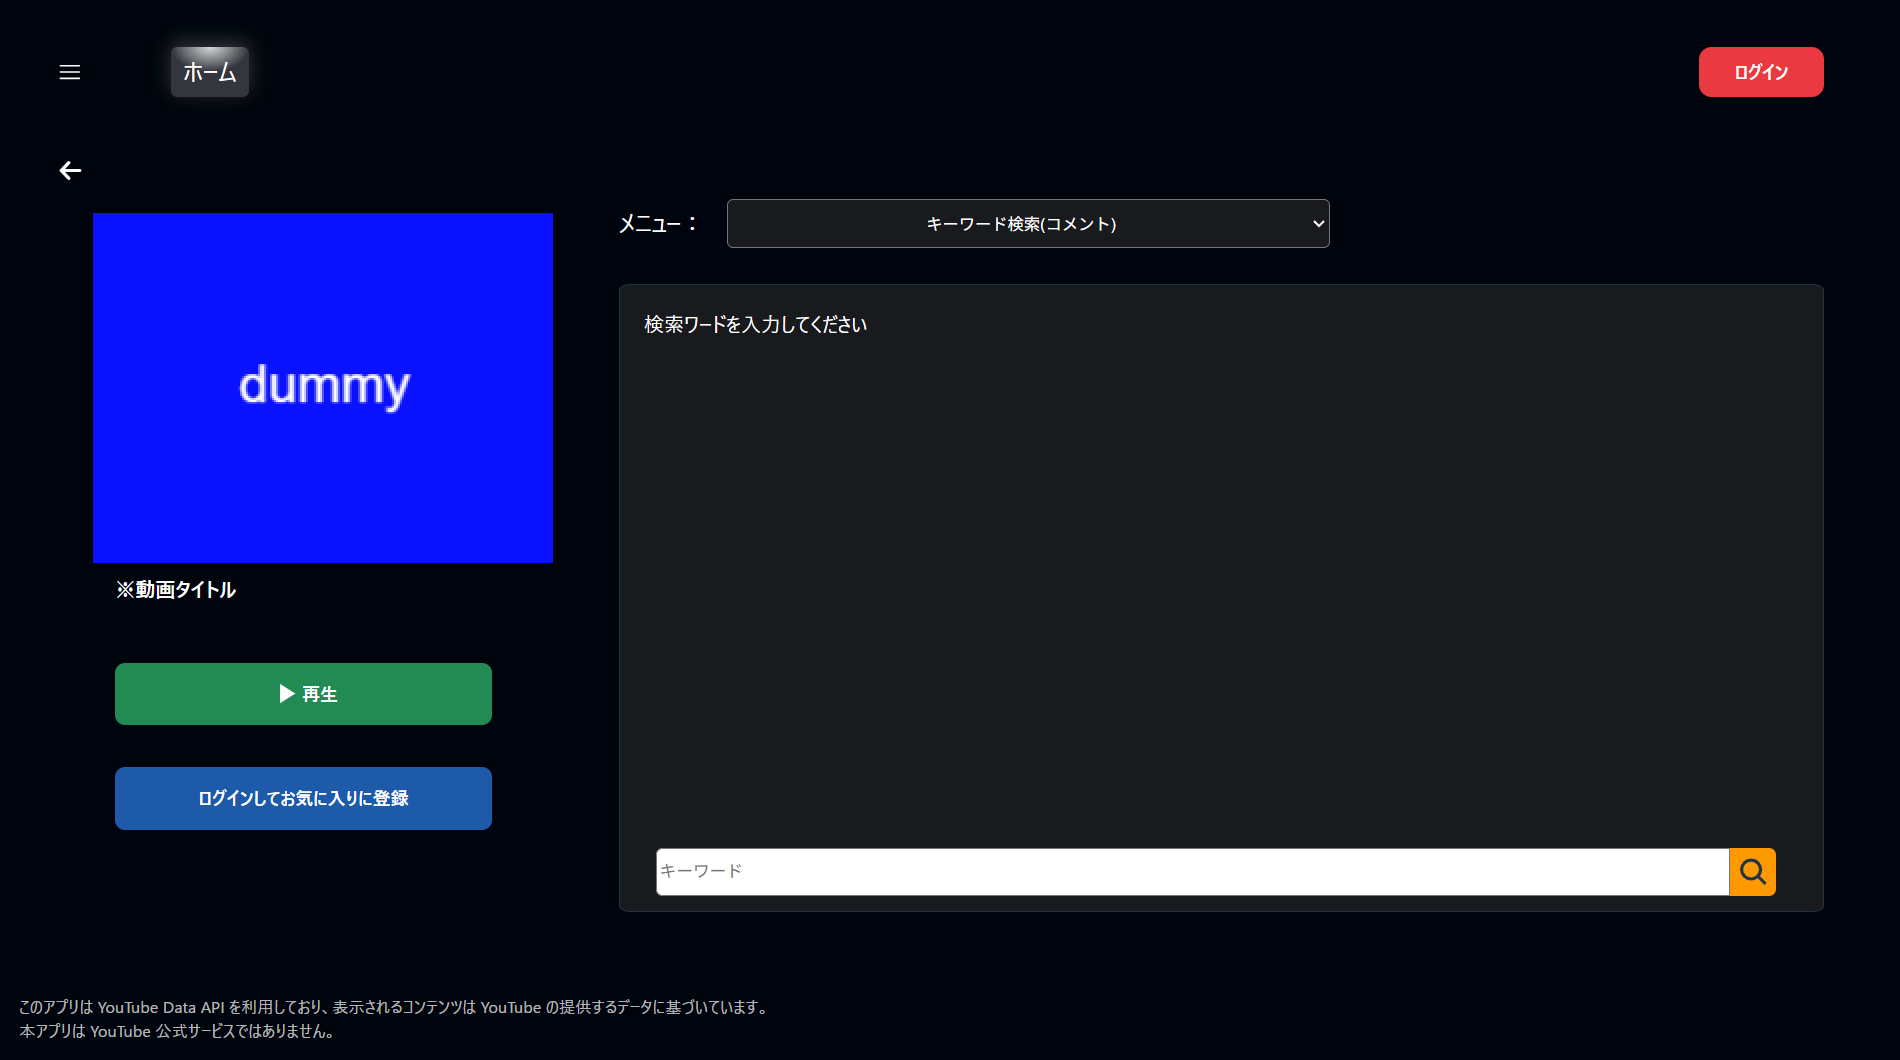 ホーム
ログイン
メニュー：
キーワード検索(コメント)
dummy
検索ワードを入力してください
※動画タイトル
▶ 再生
ログインしてお気に入りに登録
キーワード
このアプリは YouTube Data API を利用しており、表示されるコンテンツは YouTube の提供するデータに基づいています。
本アプリは YouTube 公式サービスではありません。